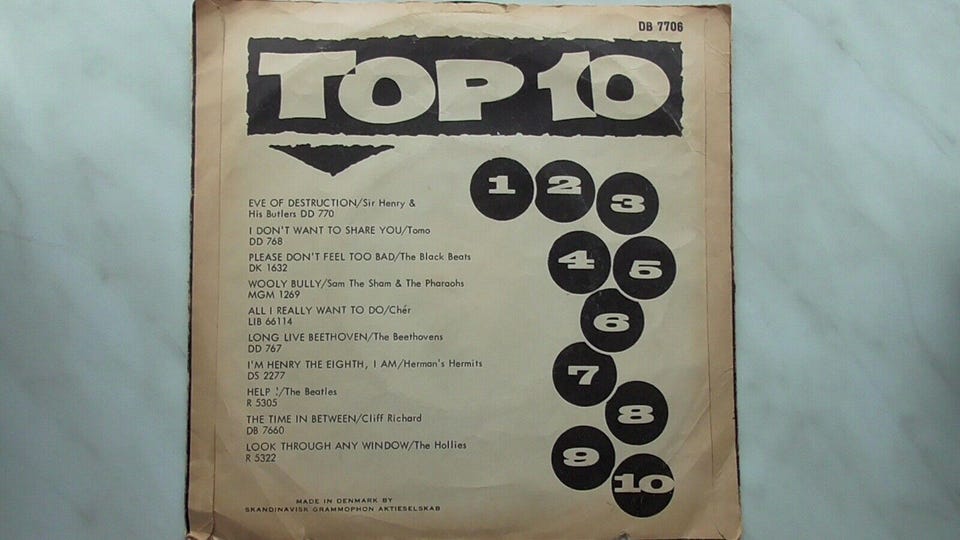 DB 7706
TOP 10
EVE OF DESTRUCTION/Sir Henry &
His Butlers DD 770
I DON'T WANT TO SHARE YOU/Tomo
DD 768
PLEASE DON'T FEEL TOO BAD/The Black Beats
DK 1632
WOOLY BULLY/Sam The Sham & The Pharaohs
MGM 1269
ALL I REALLY WANT TO DO/Chér
LIB 66114
LONG LIVE BEETHOVEN/The Beethovens
DD 767
I'M HENRY THE EIGHTH, I AM/Herman's Hermits
DS 2277
HELP !/The Beatles
R 5305
THE TIME IN BETWEEN/Cliff Richard
DB 7660
LOOK THROUGH ANY WINDOW/The Hollies
R 5322
1 2 3
4 5
6
7
8
9
10
MADE IN DENMARK BY
SKANDINAVISK GRAMMOPHON AKTIESELSKAB